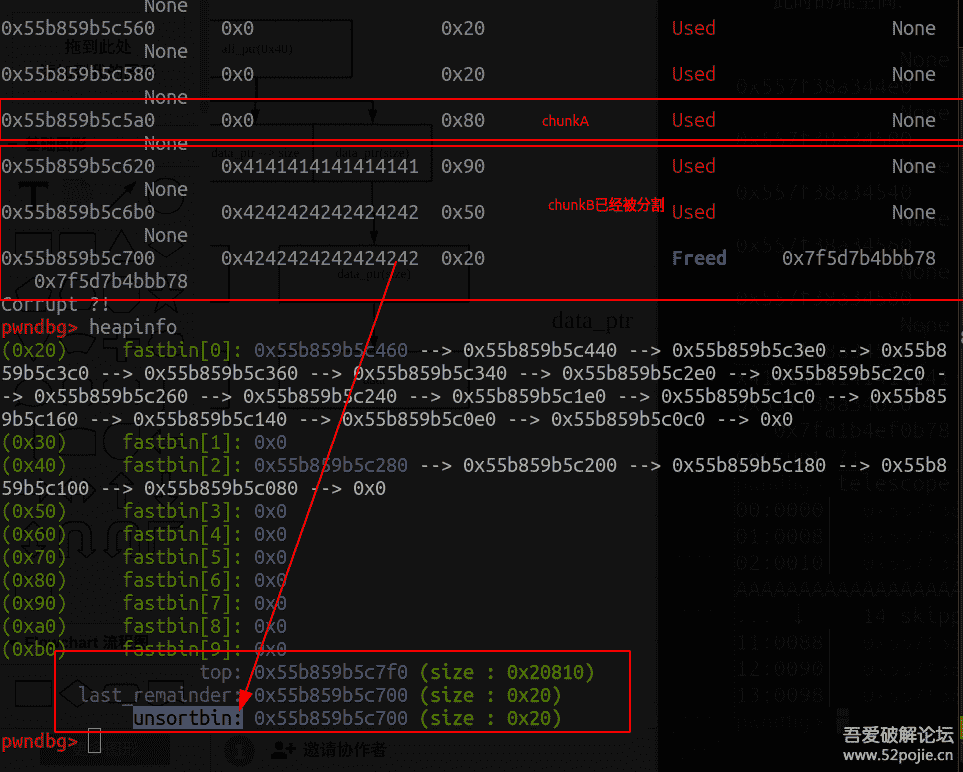 None
0x55b859b5c560 0x0 0x20 Used None
None
0x55b859b5c580 0x0 0x20 Used None
None
0x55b859b5c5a0 0x0 0x80 chunkA Used None
None
0x55b859b5c620 0x4141414141414141 0x90 Used None
None
0x55b859b5c6b0 0x4242424242424242 0x50 chunkB已经被分割 Used None
None
0x55b859b5c700 0x4242424242424242 0x20 Freed 0x7f5d7b4bbb78
0x7f5d7b4bbb78
Corrupt ?!
data_ptr
pwndbg> heapinfo
(0x20) fastbin[0]: 0x55b859b5c460 --> 0x55b859b5c440 --> 0x55b859b5c3e0 --> 0x55b8
59b5c3c0 --> 0x55b859b5c360 --> 0x55b859b5c340 --> 0x55b859b5c2e0 --> 0x55b859b5c2c0 -
-> 0x55b859b5c260 --> 0x55b859b5c240 --> 0x55b859b5c1e0 --> 0x55b859b5c1c0 --> 0x55b85
9b5c160 --> 0x55b859b5c140 --> 0x55b859b5c0e0 --> 0x55b859b5c0c0 --> 0x0
(0x30) fastbin[1]: 0x0
(0x40) fastbin[2]: 0x55b859b5c280 --> 0x55b859b5c200 --> 0x55b859b5c180 --> 0x55b8
59b5c100 --> 0x55b859b5c080 --> 0x0
(0x50) fastbin[3]: 0x0
(0x60) fastbin[4]: 0x0
(0x70) fastbin[5]: 0x0
(0x80) fastbin[6]: 0x0
(0x90) fastbin[7]: 0x0
(0xa0) fastbin[8]: 0x0
(0xb0) fastbin[9]: 0x0
top: 0x55b859b5c7f0 (size : 0x20810)
last_remainder: 0x55b859b5c700 (size : 0x20)
unsortbin: 0x55b859b5c700 (size : 0x20)
pwndbg>
邀请协作者
吾爱破解论坛
www.52pojie.cn